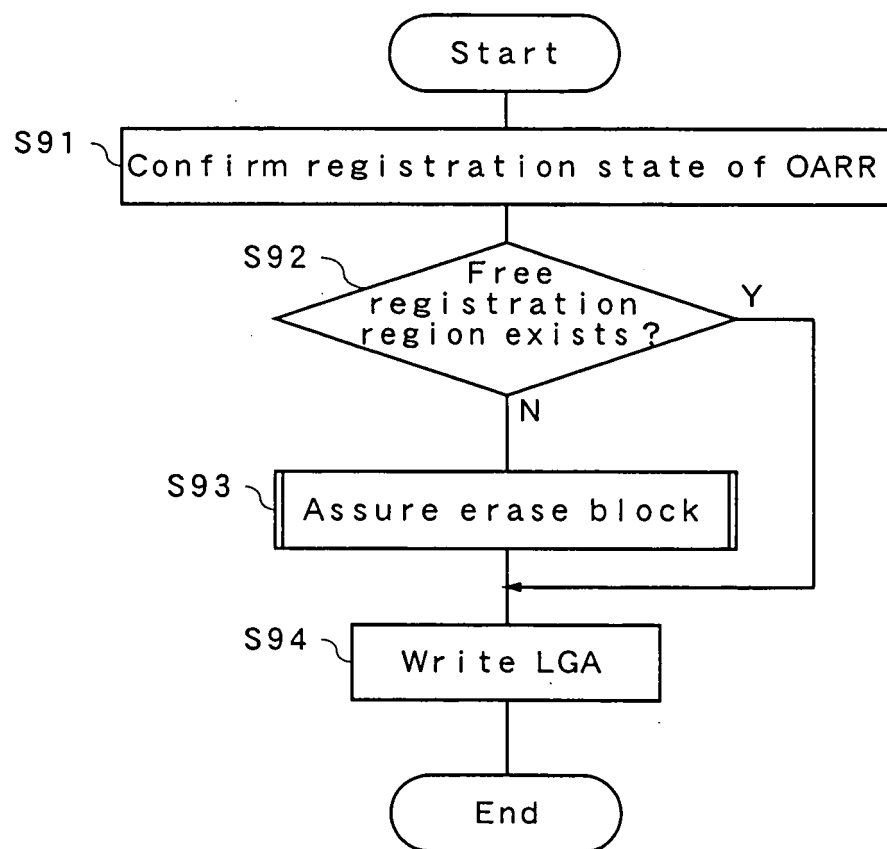 Start
S91
Confirm registration state of OARR
S92
Free
registration
region exists?
Y
N
S93
Assure erase block
S94
Write LGA
End